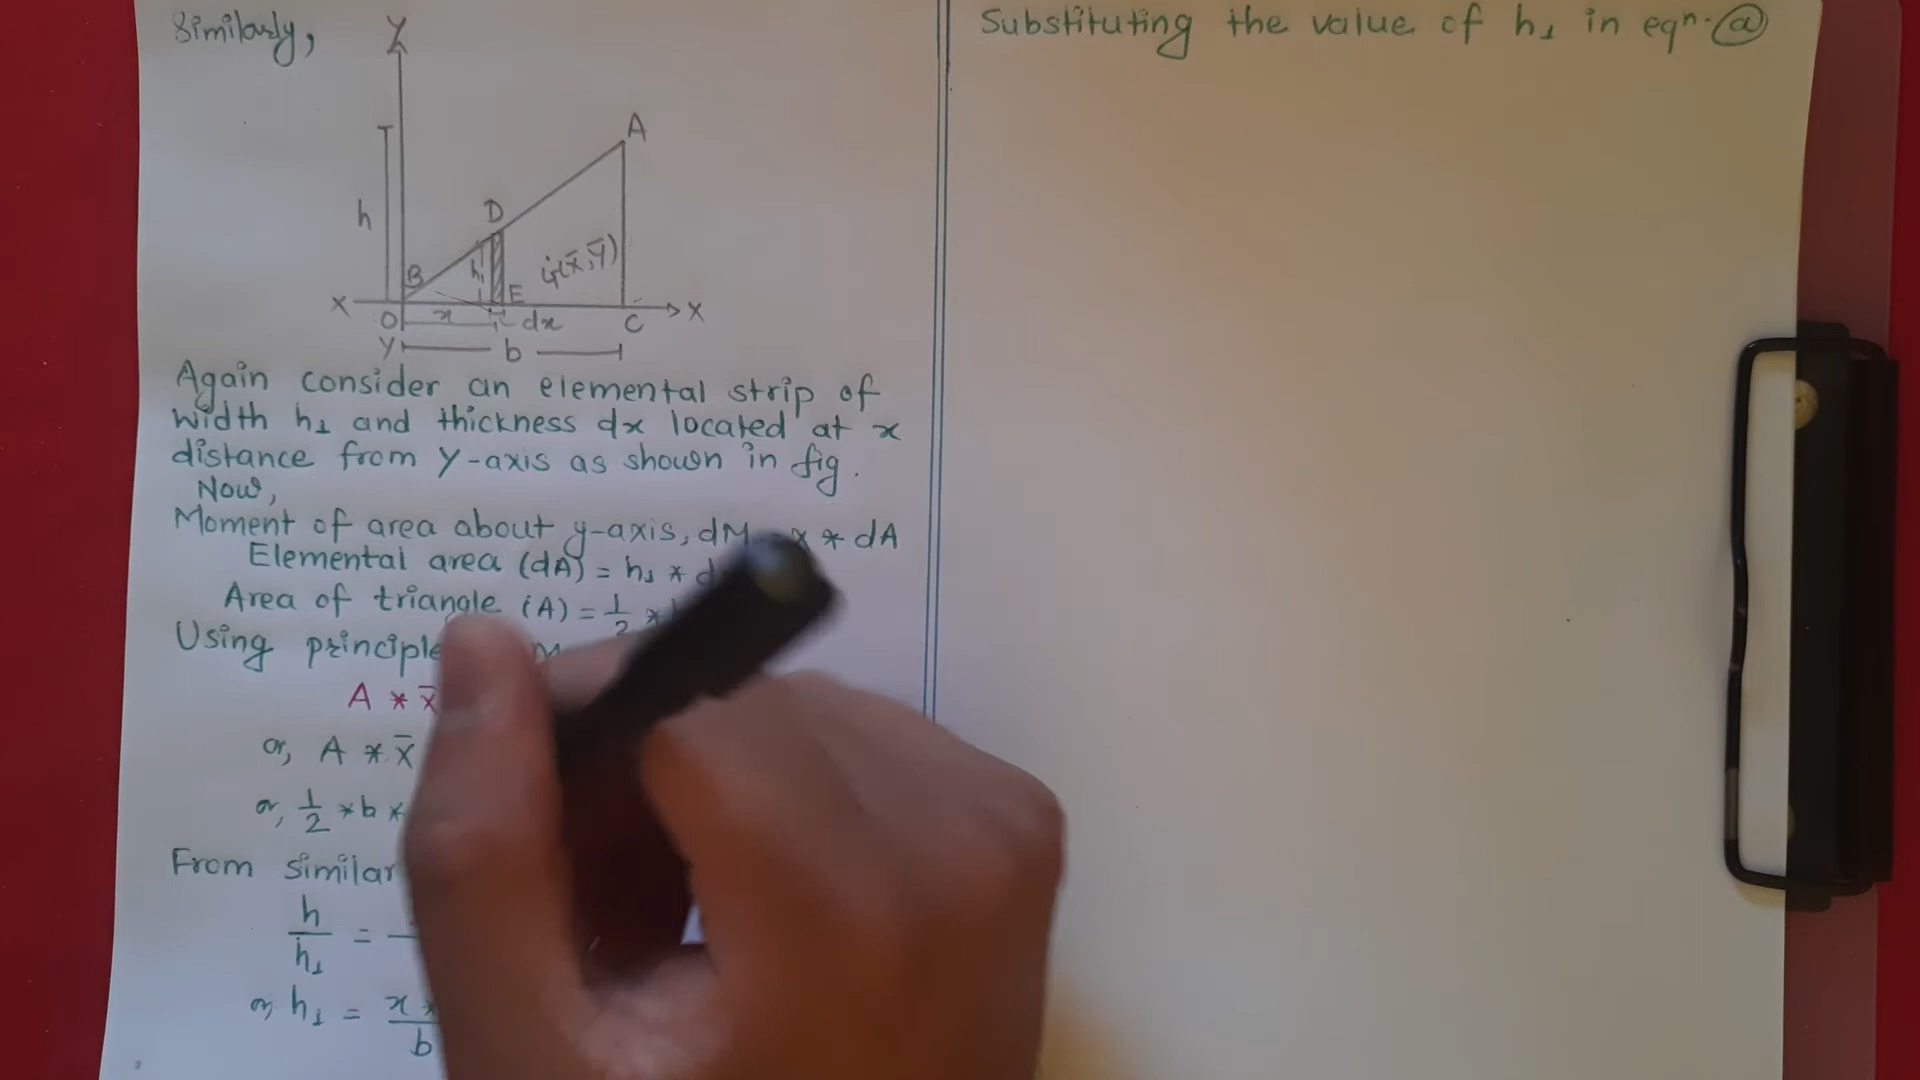 Similarly,
Y
A
h
D
h₁
G(x̄,ȳ)
B
E
X
X
O
x
dx
C
Y
b
Again consider an elemental strip of
width h₁ and thickness dx located at x
distance from y-axis as shown in fig.
Now,
Moment of area about y-axis, dM x * dA
Elemental area (dA) = h₁ * d
Area of triangle (A) = 1/2 *
Using principle
A * x̄
or, A * x̄
or, 1/2 * b *
From similar
h/h₁ =
or, h₁ = x * / b
Substituting the value of h₁ in eqⁿ. ⓐ